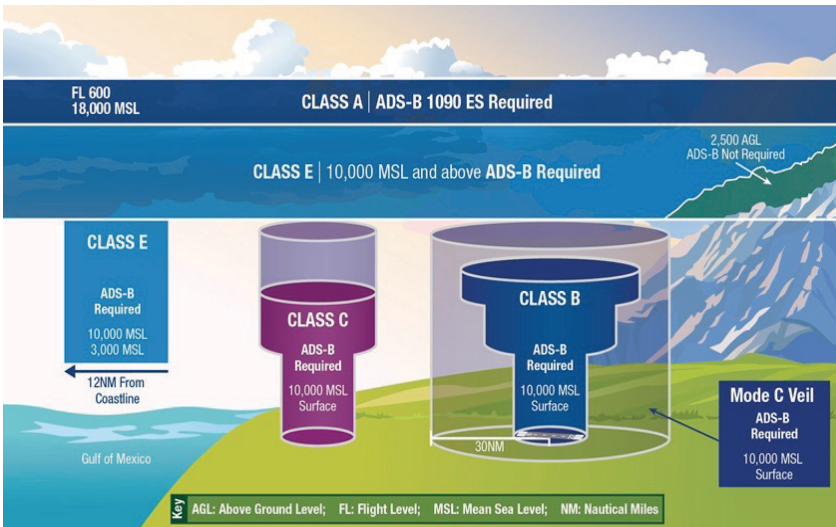 FL 600
18,000 MSL
CLASS A | ADS-B 1090 ES Required
2,500 AGL
ADS-B Not Required
CLASS E | 10,000 MSL and above ADS-B Required
CLASS E
ADS-B
Required
10,000 MSL
3,000 MSL
12NM From
Coastline
Gulf of Mexico
CLASS C
ADS-B
Required
10,000 MSL
Surface
CLASS B
ADS-B
Required
10,000 MSL
Surface
30NM
Mode C Veil
ADS-B
Required
10,000 MSL
Surface
Key
AGL: Above Ground Level; FL: Flight Level; MSL: Mean Sea Level; NM: Nautical Miles